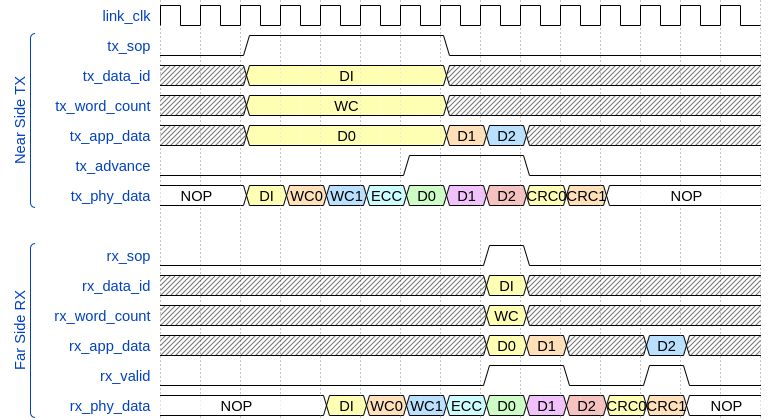 link_clk
Near Side TX
tx_sop
tx_data_id DI
tx_word_count WC
tx_app_data D0 D1 D2
tx_advance
tx_phy_data NOP DI WC0 WC1 ECC D0 D1 D2 CRC0 CRC1 NOP
Far Side RX
rx_sop
rx_data_id DI
rx_word_count WC
rx_app_data D0 D1 D2
rx_valid
rx_phy_data NOP DI WC0 WC1 ECC D0 D1 D2 CRC0 CRC1 NOP